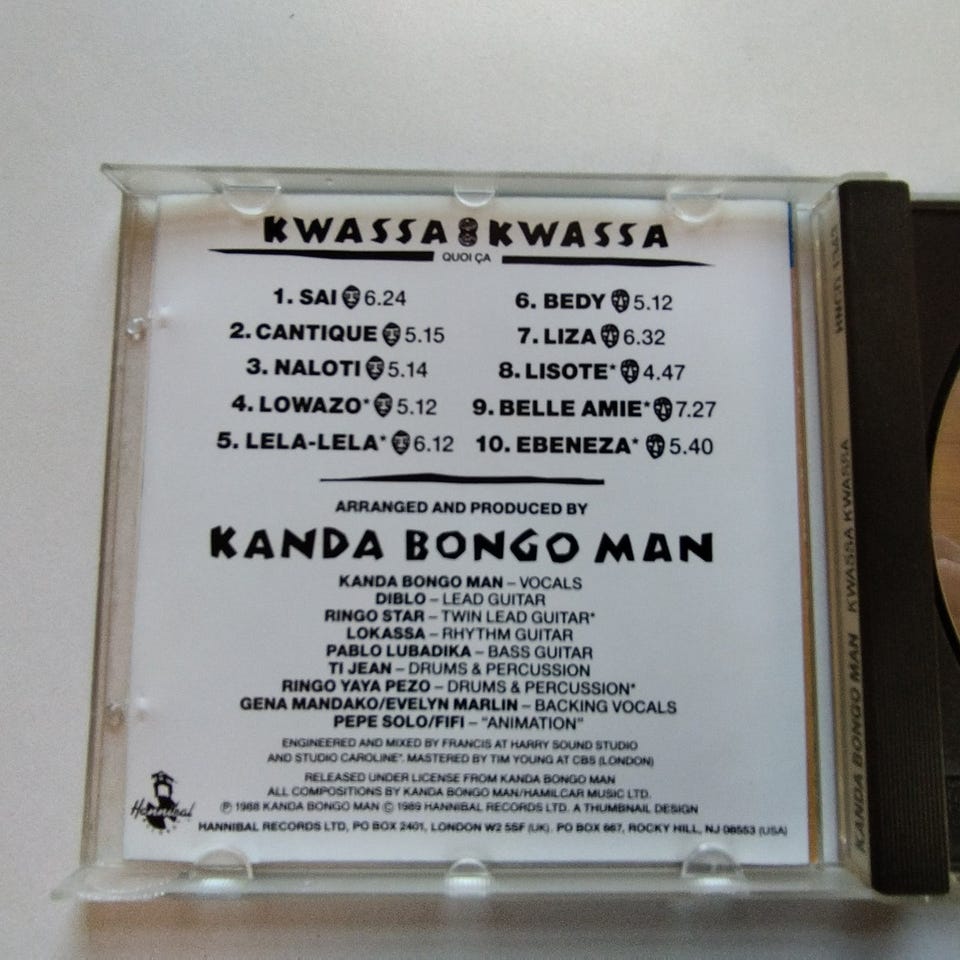 KWASSA KWASSA
QUOI ÇA
1. SAI 6.24
2. CANTIQUE 5.15
3. NALOTI 5.14
4. LOWAZO* 5.12
5. LELA-LELA* 6.12
6. BEDY 5.12
7. LIZA 6.32
8. LISOTE* 4.47
9. BELLE AMIE* 7.27
10. EBENEZA* 5.40
ARRANGED AND PRODUCED BY
KANDA BONGO MAN
KANDA BONGO MAN – VOCALS
DIBLO – LEAD GUITAR
RINGO STAR – TWIN LEAD GUITAR*
LOKASSA – RHYTHM GUITAR
PABLO LUBADIKA – BASS GUITAR
TI JEAN – DRUMS & PERCUSSION
RINGO YAYA PEZO – DRUMS & PERCUSSION*
GENA MANDAKO/EVELYN MARLIN – BACKING VOCALS
PEPE SOLO/FIFI – “ANIMATION”
ENGINEERED AND MIXED BY FRANCIS AT HARRY SOUND STUDIO
AND STUDIO CAROLINE*. MASTERED BY TIM YOUNG AT CBS (LONDON)
RELEASED UNDER LICENSE FROM KANDA BONGO MAN
ALL COMPOSITIONS BY KANDA BONGO MAN/HAMILCAR MUSIC LTD.
Ⓟ 1988 KANDA BONGO MAN © 1989 HANNIBAL RECORDS LTD. A THUMBNAIL DESIGN
HANNIBAL RECORDS LTD, PO BOX 2401, LONDON W2 5SF (UK). PO BOX 667, ROCKY HILL, NJ 08553 (USA)
Hannibal
KANDA BONGO MAN KWASSA KWASSA HNCD 1343